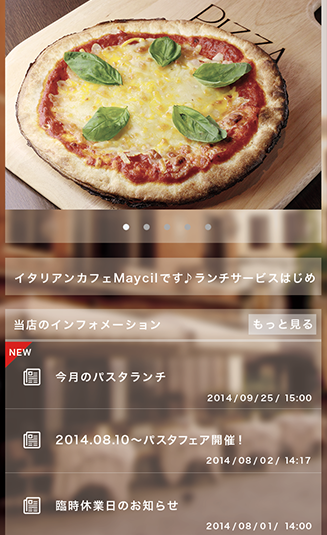 PIZZA
イタリアンカフェMaycilです♪ランチサービスはじめ
当店のインフォメーション
もっと見る
NEW
今月のパスタランチ
2014/09/25/ 15:00
2014.08.10～パスタフェア開催！
2014/08/02/ 14:17
臨時休業日のお知らせ
2014/08/01/ 14:00